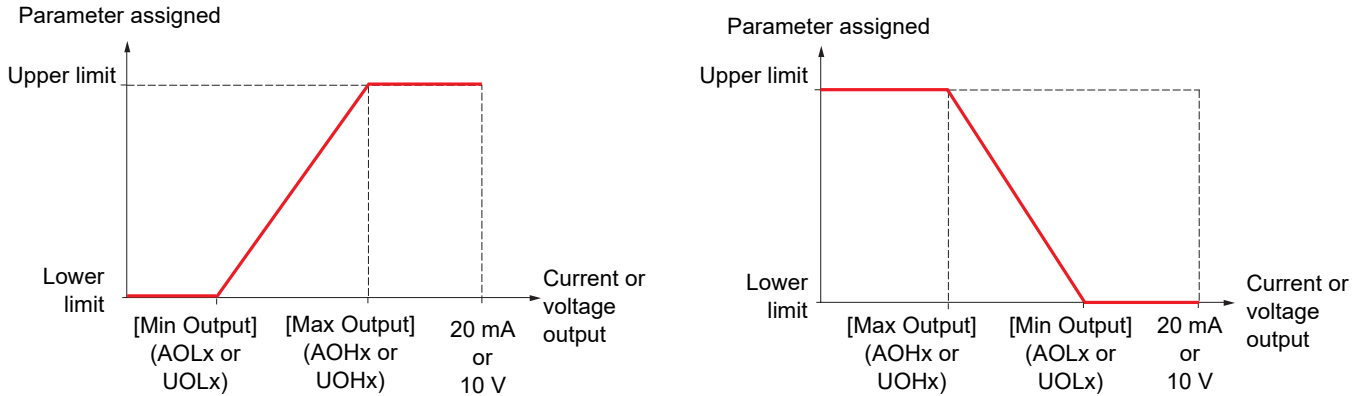 Parameter assigned
Upper limit
Lower
limit
[Min Output]
(AOLx or
UOLx)
[Max Output]
(AOHx or
UOHx)
20 mA
or
10 V
Current or
voltage
output
Parameter assigned
Upper limit
Lower
limit
[Max Output]
(AOHx or
UOHx)
[Min Output]
(AOLx or
UOLx)
20 mA
or
10 V
Current or
voltage
output